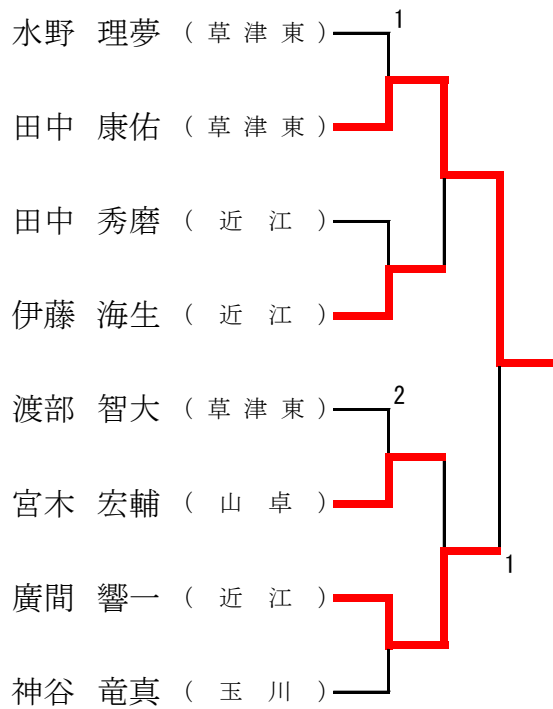 水野 理夢 (草津東) 1
田中 康佑 (草津東)
田中 秀磨 (近江)
伊藤 海生 (近江)
渡部 智大 (草津東) 2
宮木 宏輔 (山卓)
1
廣間 響一 (近江)
神谷 竜真 (玉川)